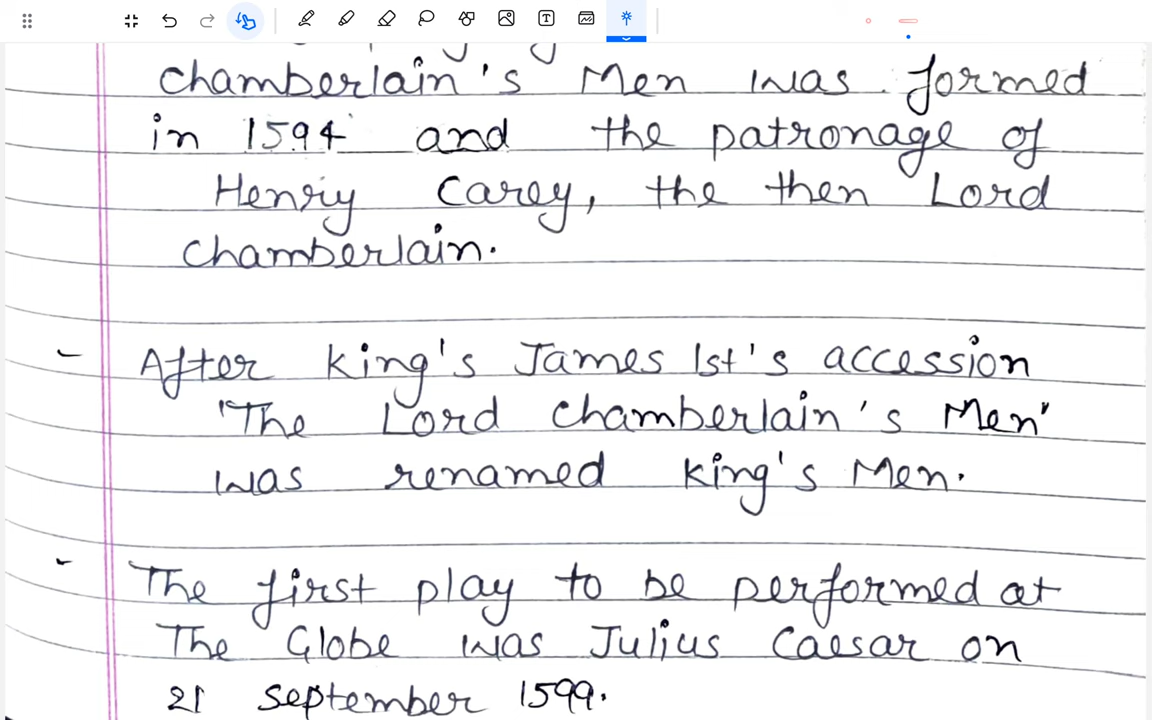 Chamberlain's Men was formed
in 1594 and the patronage of
Henry Carey, the then Lord
Chamberlain.
- After King's James 1st's accession
"The Lord Chamberlain's Men"
was renamed King's Men.
- The first play to be performed at
The Globe was Julius Caesar on
21 September 1599.